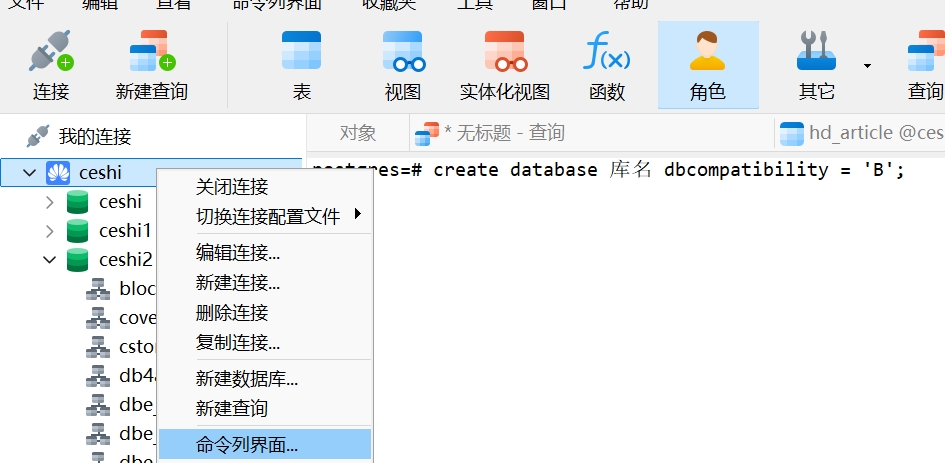 文件 编辑 查看 命令列界面 收藏夹 工具 窗口 帮助
连接 新建查询 表 视图 实体化视图 函数 角色 其它 查询
f(x)
我的连接 对象 * 无标题 - 查询 hd_article @ces
postgres=# create database 库名 dbcompatibility = 'B';
ceshi
ceshi
ceshi1
ceshi2
bloc
cove
csto
db4a
dbe_
dbe_
dbe
关闭连接
切换连接配置文件
编辑连接...
新建连接...
删除连接
复制连接...
新建数据库...
新建查询
命令列界面...